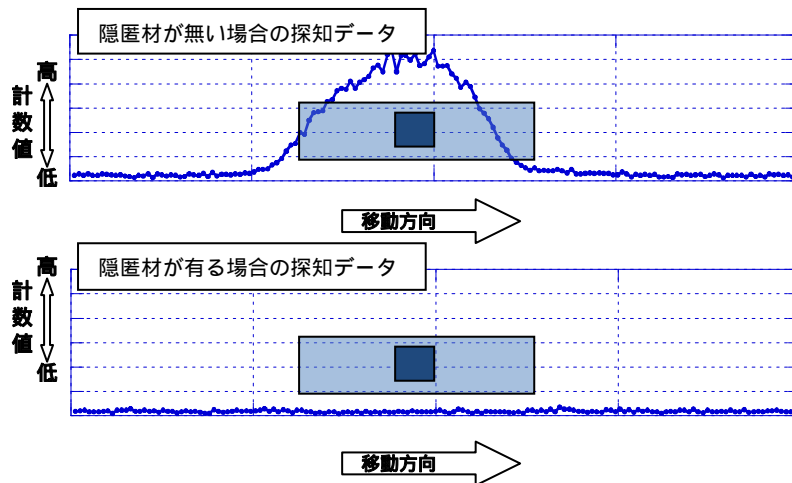 隠匿材が無い場合の探知データ
高
計数値
低
移動方向
隠匿材が有る場合の探知データ
高
計数値
低
移動方向